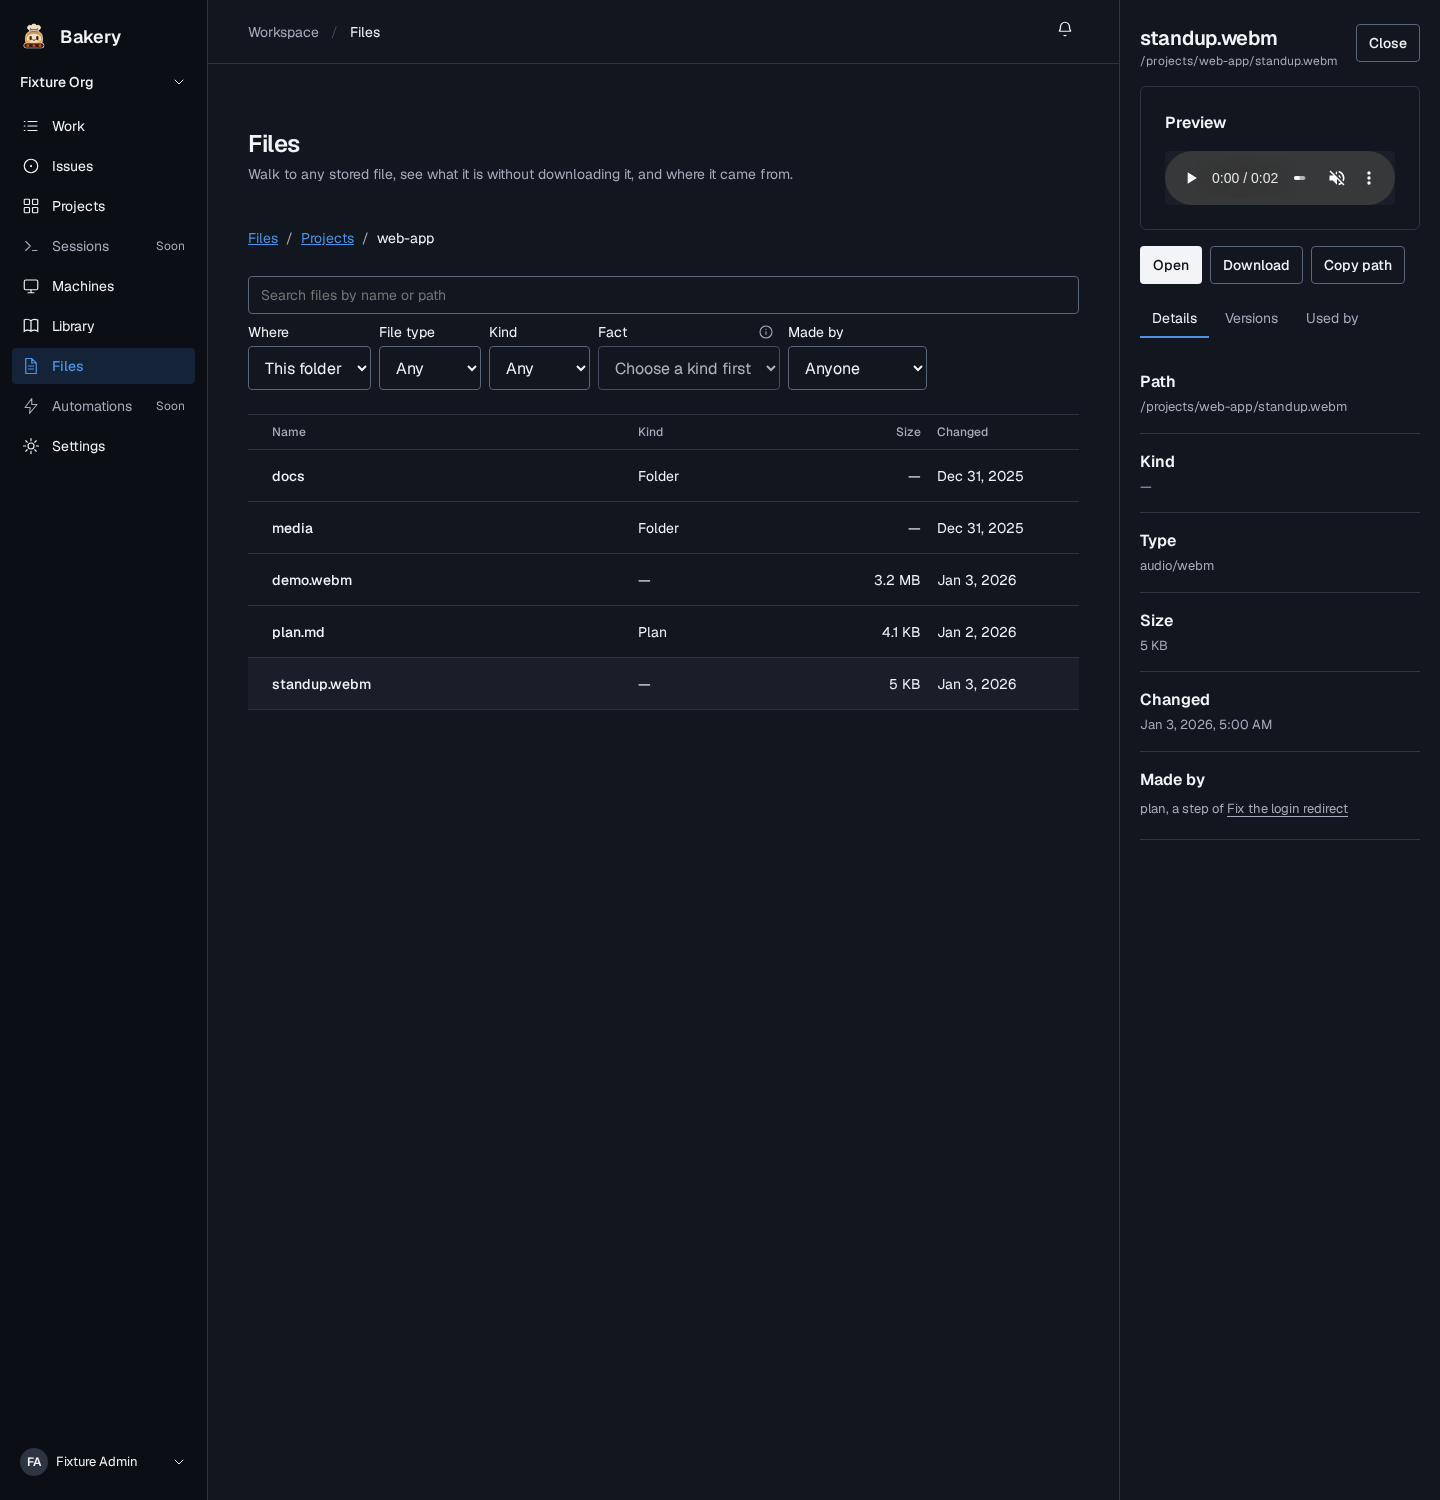 Bakery
Fixture Org
Work
Issues
Projects
Sessions Soon
Machines
Library
Files
Automations Soon
Settings
FA Fixture Admin
Workspace / Files
Files
Walk to any stored file, see what it is without downloading it, and where it came from.
Files / Projects / web-app
Search files by name or path
Where File type Kind Fact Made by
This folder Any Any Choose a kind first Anyone
Name Kind Size Changed
docs Folder — Dec 31, 2025
media Folder — Dec 31, 2025
demo.webm — 3.2 MB Jan 3, 2026
plan.md Plan 4.1 KB Jan 2, 2026
standup.webm — 5 KB Jan 3, 2026
standup.webm
/projects/web-app/standup.webm
Close
Preview
0:00 / 0:02
Open Download Copy path
Details Versions Used by
Path
/projects/web-app/standup.webm
Kind
—
Type
audio/webm
Size
5 KB
Changed
Jan 3, 2026, 5:00 AM
Made by
plan, a step of Fix the login redirect